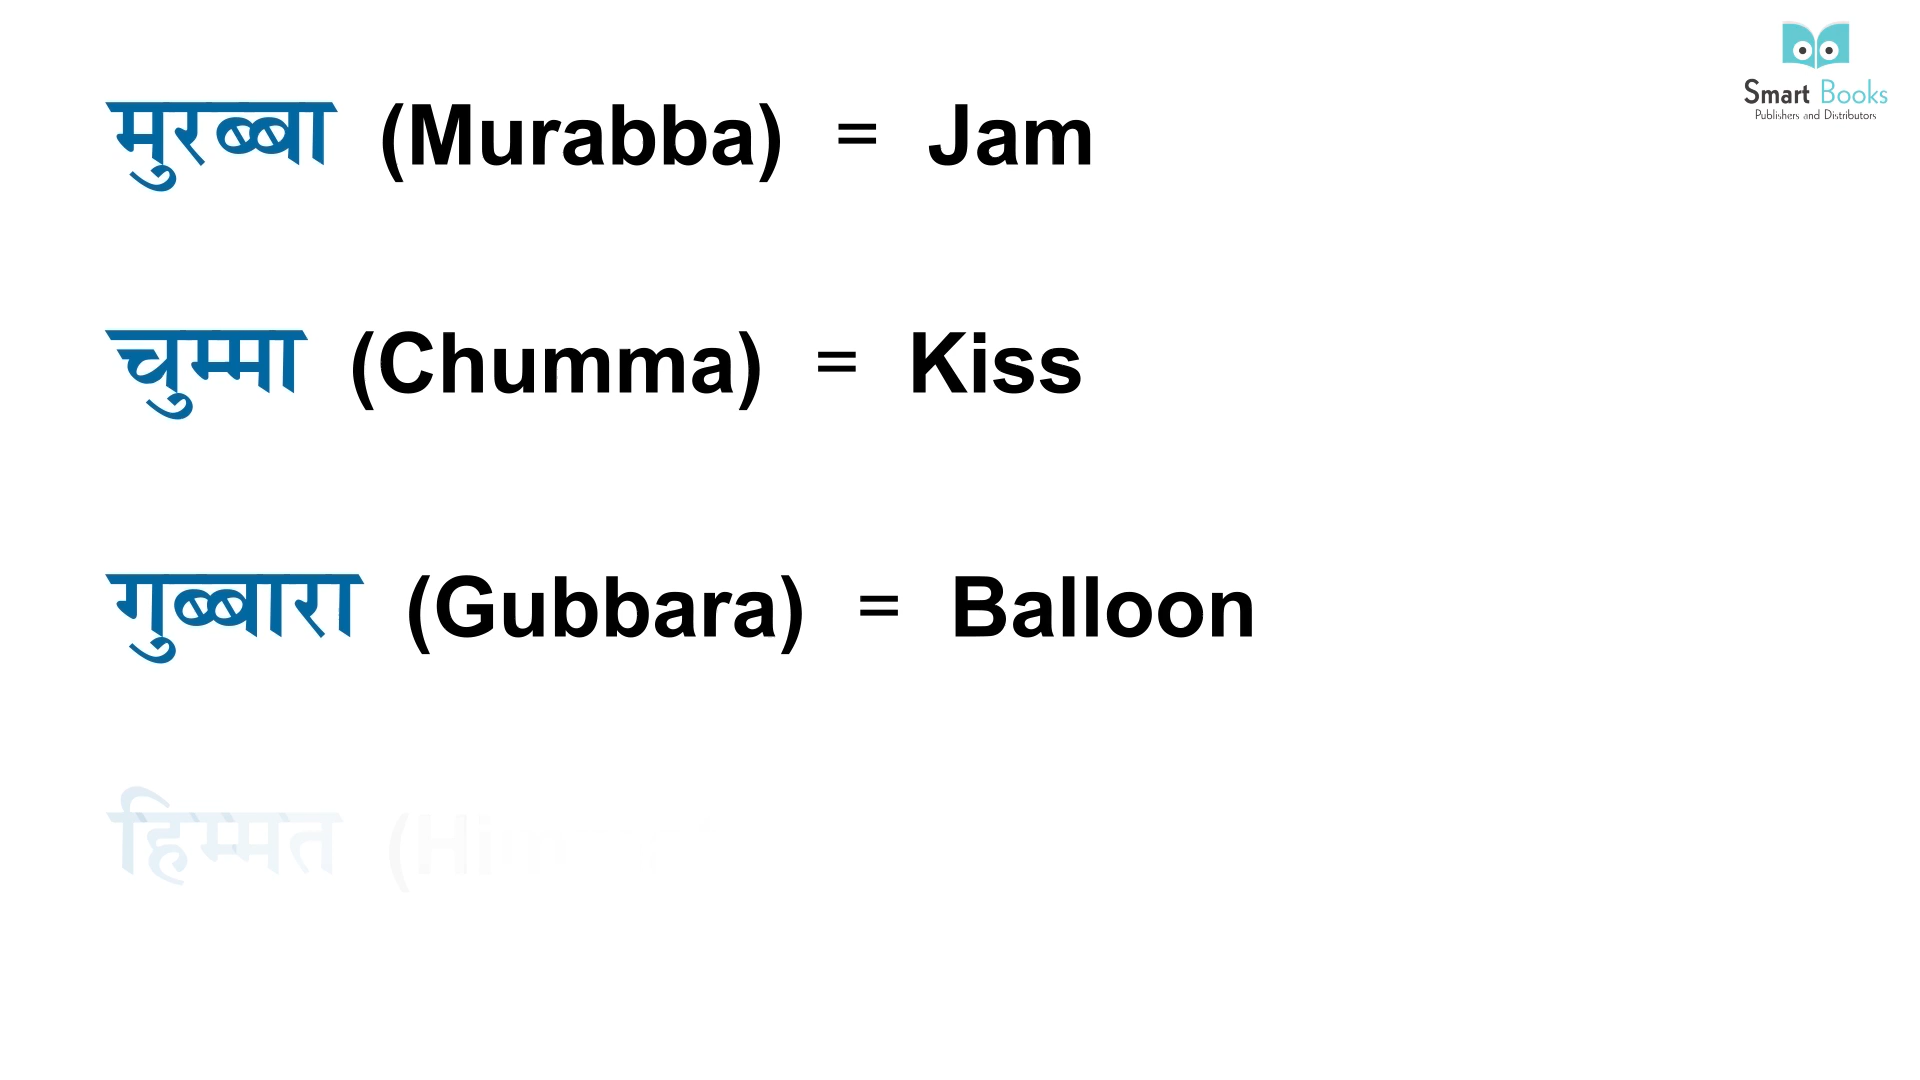 मुरब्बा (Murabba) = Jam
चुम्मा (Chumma) = Kiss
गुब्बारा (Gubbara) = Balloon
हिम्मत
Smart Books
Publishers and Distributors